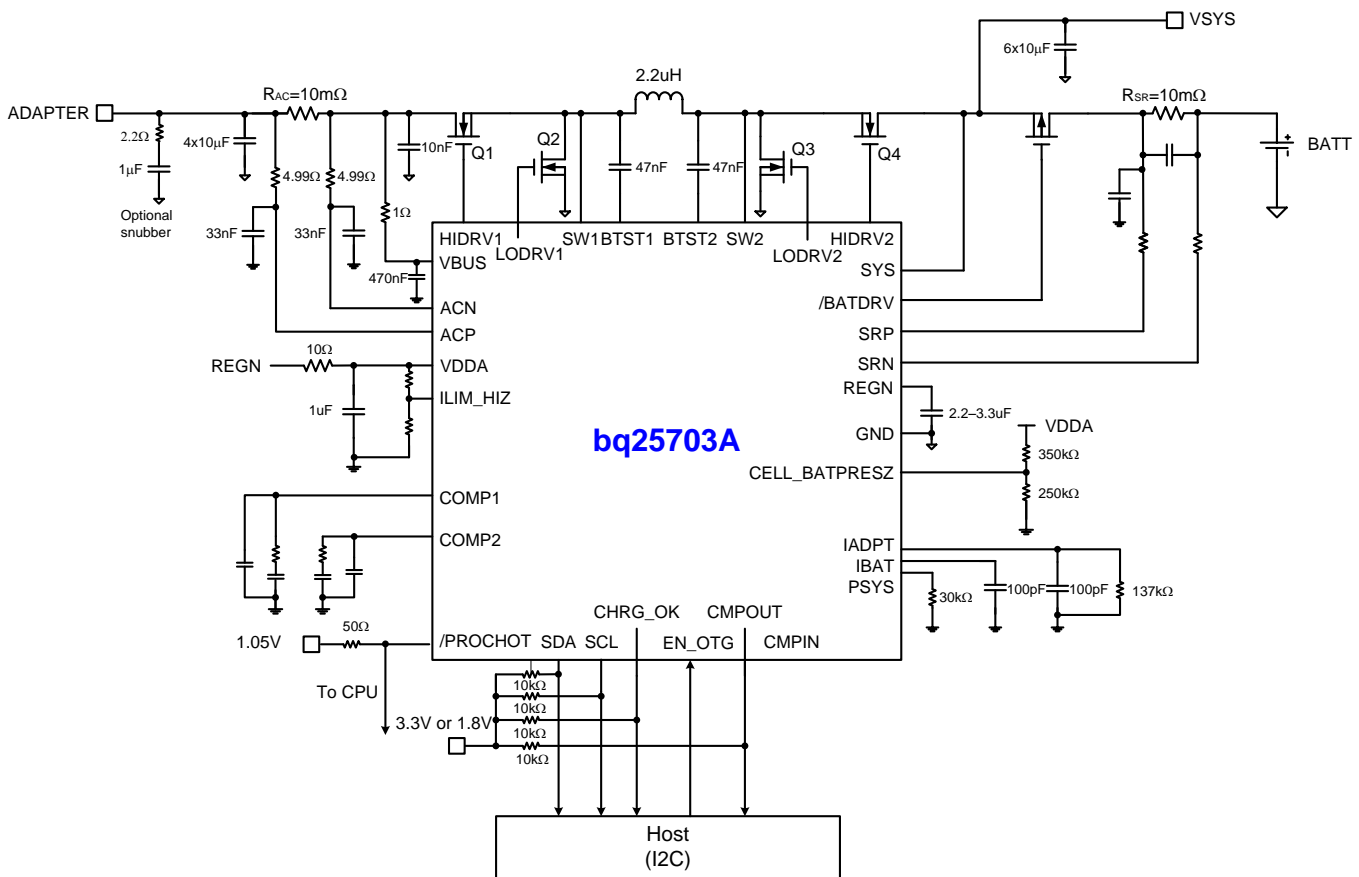 VSYS
6x10µF
2.2uH
ADAPTER
RAC=10mΩ
RSR=10mΩ
2.2Ω
4x10µF
10nF
Q1
Q2
47nF
47nF
Q3
Q4
BATT
1µF
4.99Ω
4.99Ω
Optional
snubber
33nF
33nF
1Ω
470nF
HIDRV1
LODRV1
SW1
BTST1
BTST2
SW2
LODRV2
HIDRV2
VBUS
SYS
ACN
/BATDRV
ACP
SRP
REGN
10Ω
VDDA
SRN
ILIM_HIZ
REGN
1uF
2.2–3.3uF
GND
VDDA
bq25703A
350kΩ
CELL_BATPRESZ
250kΩ
COMP1
COMP2
IADPT
IBAT
PSYS
30kΩ
100pF
100pF
137kΩ
CHRG_OK
CMPOUT
1.05V
50Ω
/PROCHOT
SDA
SCL
EN_OTG
CMPIN
To CPU
10kΩ
10kΩ
3.3V or 1.8V
10kΩ
10kΩ
Host
(I2C)